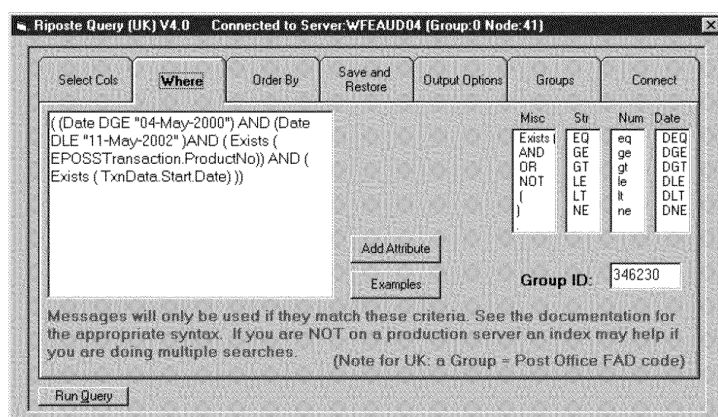 Riposte Query (UK) V4.0 Connected to Server:WFEAUD04 (Group:0 Node:41)
Select Cols Where Order By Save and Restore Output Options Groups Connect
( (Date DGE "04-May-2000") AND (Date
DLE "11-May-2002" )AND ( Exists (
EPOSSTransaction.ProductNo)) AND (
Exists ( TxnData.Start.Date) ))
Misc Str Num Date
Exists ( EQ eq DEQ
AND GE ge DGE
OR GT gt DGT
NOT LE le DLE
( LT lt DLT
) NE ne DNE
.
Add Attribute
Examples
Group ID: 346230
Messages will only be used if they match these criteria. See the documentation for
the appropriate syntax. If you are NOT on a production server an index may help if
you are doing multiple searches.
(Note for UK: a Group = Post Office FAD code)
Run Query